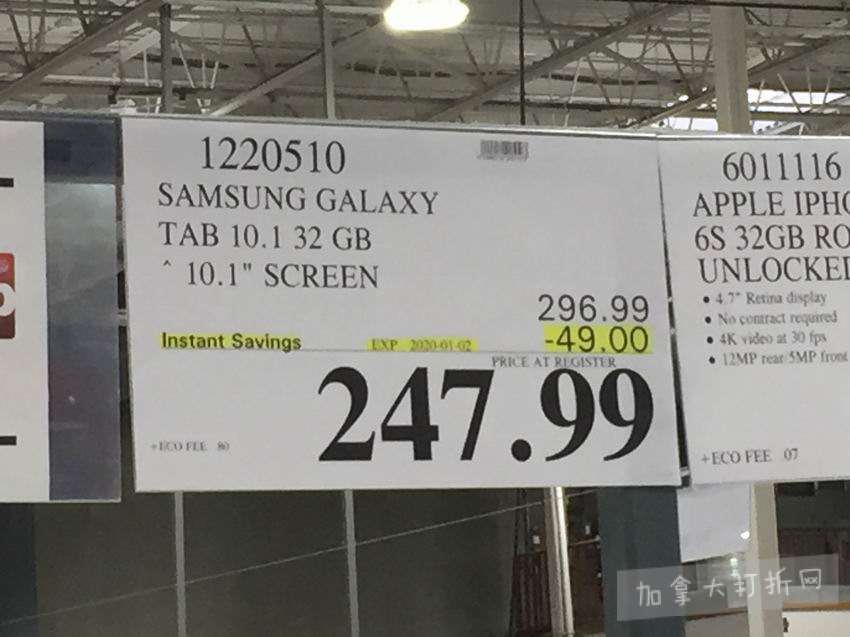 1220510
SAMSUNG GALAXY
TAB 10.1 32 GB
^ 10.1" SCREEN
296.99
Instant Savings EXP 2020-01-02 -49.00
PRICE AT REGISTER
247.99
+ECO FEE 80
6011116
APPLE IPHO
6S 32GB RO
UNLOCKED
• 4.7" Retina display
• No contract required
• 4K video at 30 fps
• 12MP rear/5MP front
+ECO FEE 07
加拿大打折网